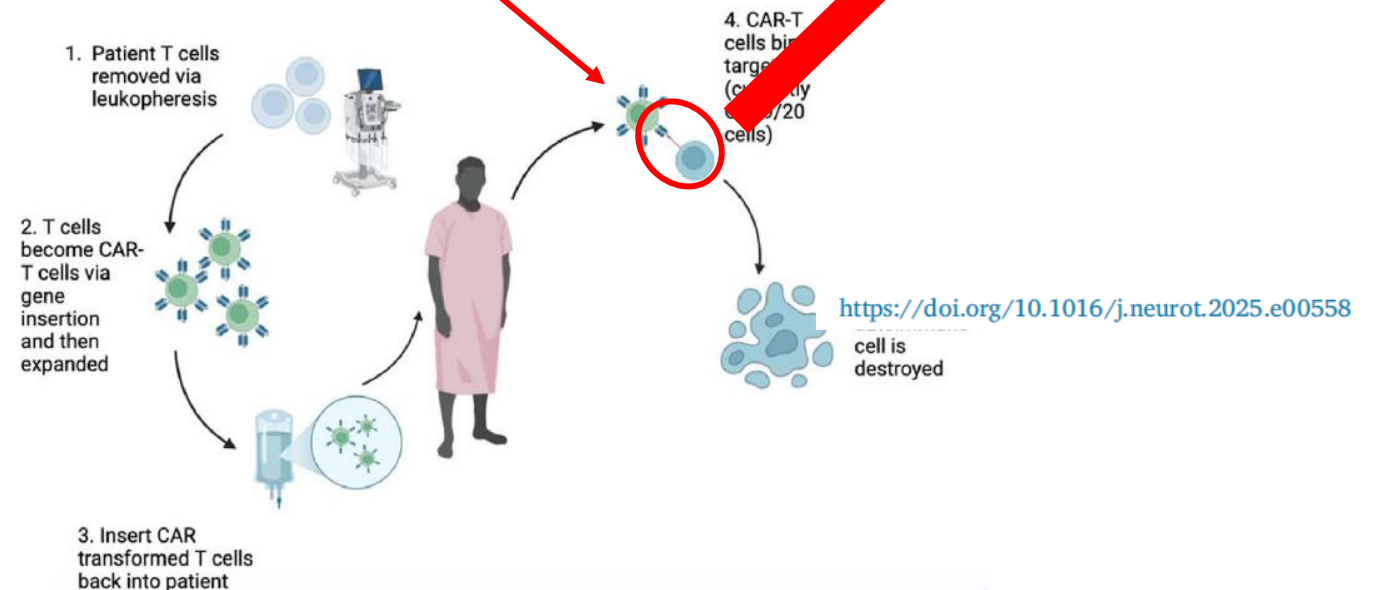 1. Patient T cells
removed via
leukopheresis
2. T cells
become CAR-
T cells via
gene
insertion
and then
expanded
3. Insert CAR
transformed T cells
back into patient
4. CAR-T
cells
/20
cells)
https://doi.org/10.1016/j.neurot.2025.e00558
cell is
destroyed